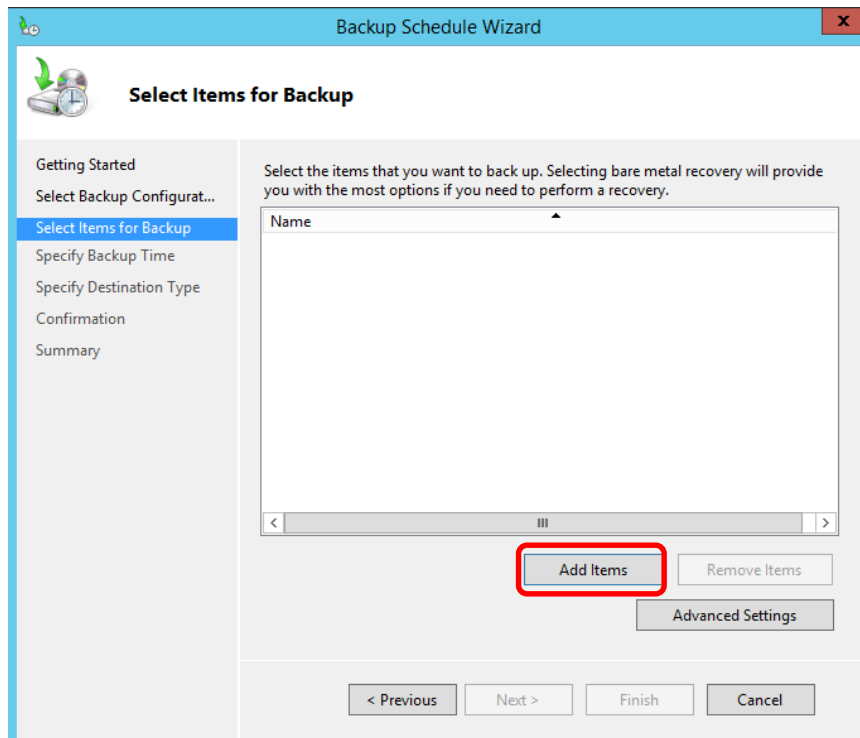 Backup Schedule Wizard
x
Select Items for Backup
Getting Started
Select Backup Configurat...
Select Items for Backup
Specify Backup Time
Specify Destination Type
Confirmation
Summary
Select the items that you want to back up. Selecting bare metal recovery will provide
you with the most options if you need to perform a recovery.
Name
Add Items
Remove Items
Advanced Settings
< Previous
Next >
Finish
Cancel